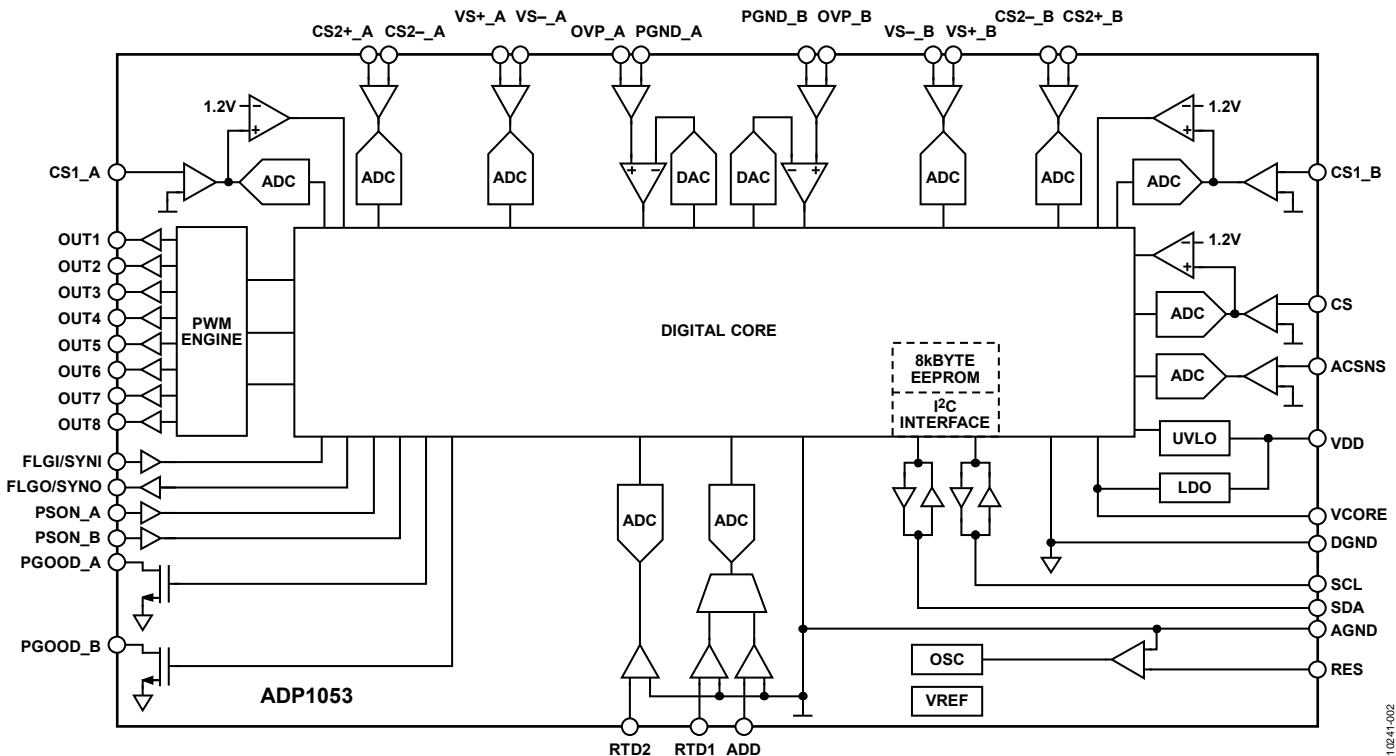 VS+_A VS–_A
PGND_B OVP_B
CS2–_B CS2+_B
CS2+_A CS2–_A
OVP_A PGND_A
VS–_B VS+_B
1.2V
–
+
1.2V
–
+
CS1_A
ADC
ADC
ADC
+ –
DAC
DAC
– +
ADC
ADC
ADC
CS1_B
OUT1
OUT2
OUT3
OUT4
OUT5
OUT6
OUT7
OUT8
PWM
ENGINE
DIGITAL CORE
1.2V
–
+
ADC
CS
ADC
ACSNS
8kBYTE
EEPROM
I²C
INTERFACE
UVLO
VDD
LDO
VCORE
DGND
SCL
SDA
AGND
RES
FLGI/SYNI
FLGO/SYNO
PSON_A
PSON_B
PGOOD_A
PGOOD_B
ADC
ADC
OSC
VREF
ADP1053
RTD2
RTD1
ADD
10241-002